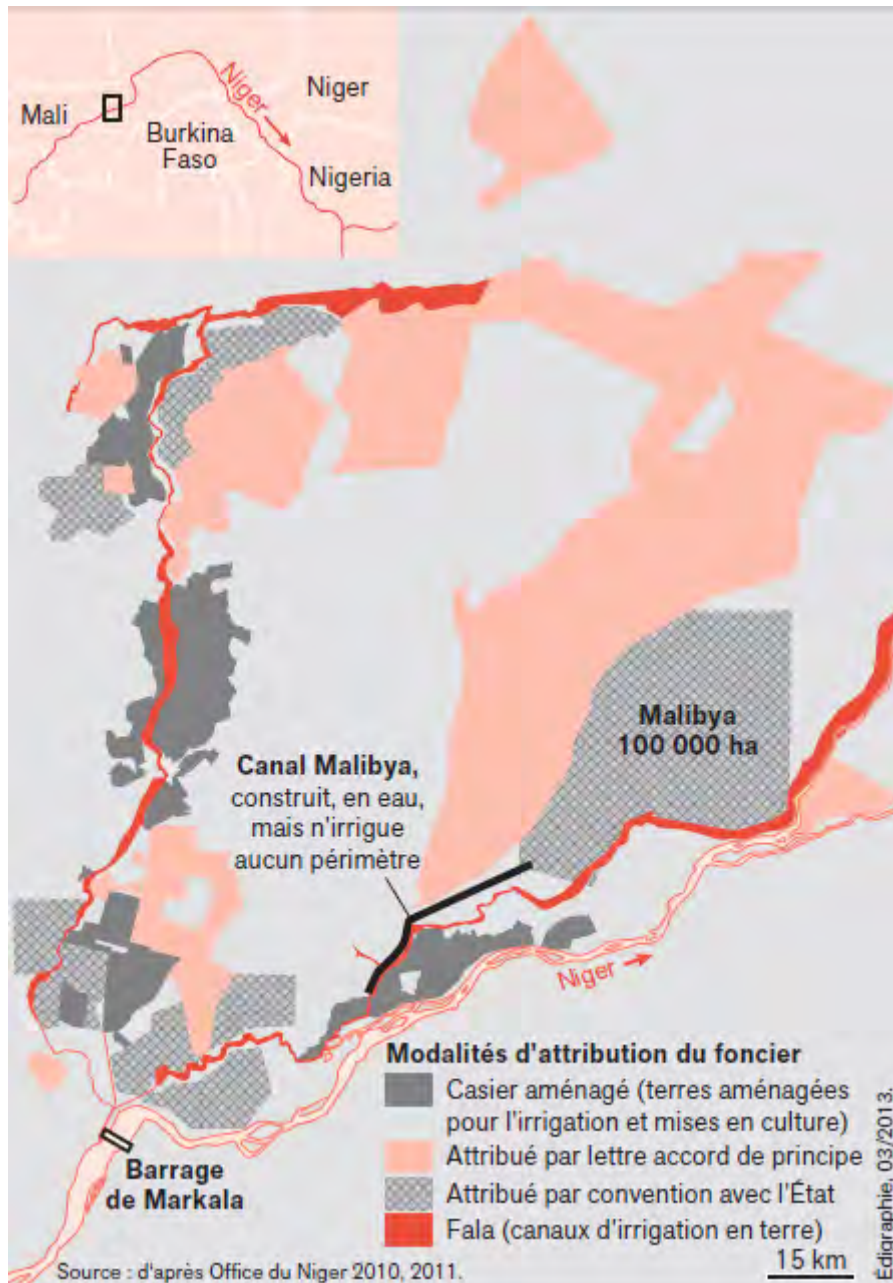 Mali
Niger
Niger
Burkina
Faso
Nigeria
Malibya
100 000 ha
Canal Malibya,
construit, en eau,
mais n'irrigue
aucun périmètre
Niger
Barrage
de Markala
Modalités d'attribution du foncier
Casier aménagé (terres aménagées
pour l'irrigation et mises en culture)
Attribué par lettre accord de principe
Attribué par convention avec l'État
Fala (canaux d'irrigation en terre)
15 km
Source : d'après Office du Niger 2010, 2011.
Édigraphie, 03/2013.